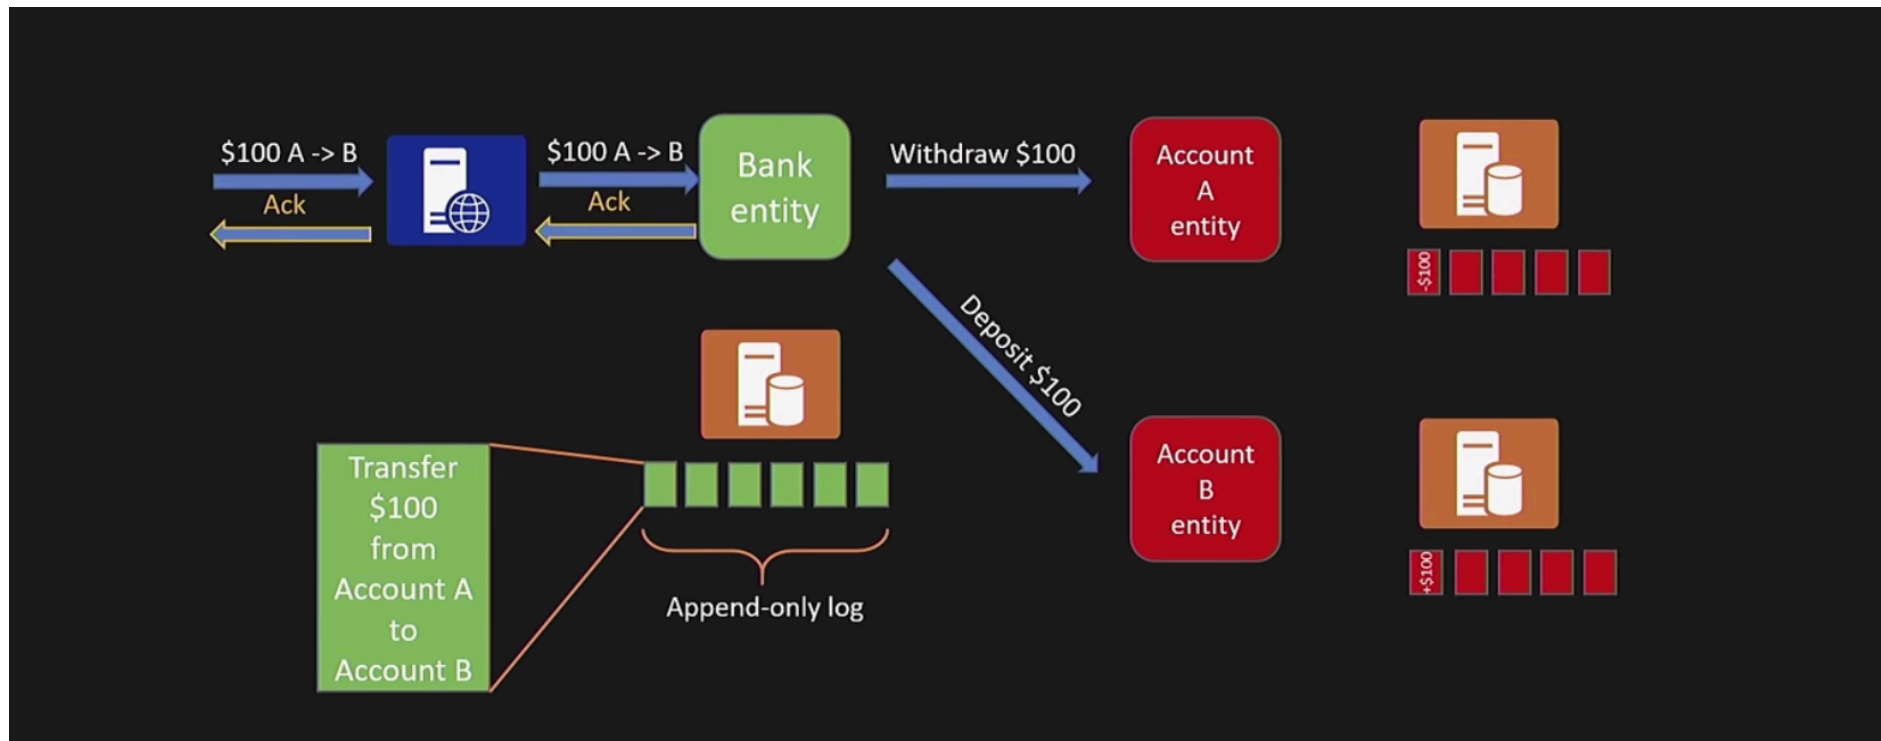 $100 A -> B
Ack
$100 A -> B
Ack
Bank
entity
Withdraw $100
Account
A
entity
-$100
Deposit $100
Transfer
$100
from
Account A
to
Account B
Append-only log
Account
B
entity
+$100